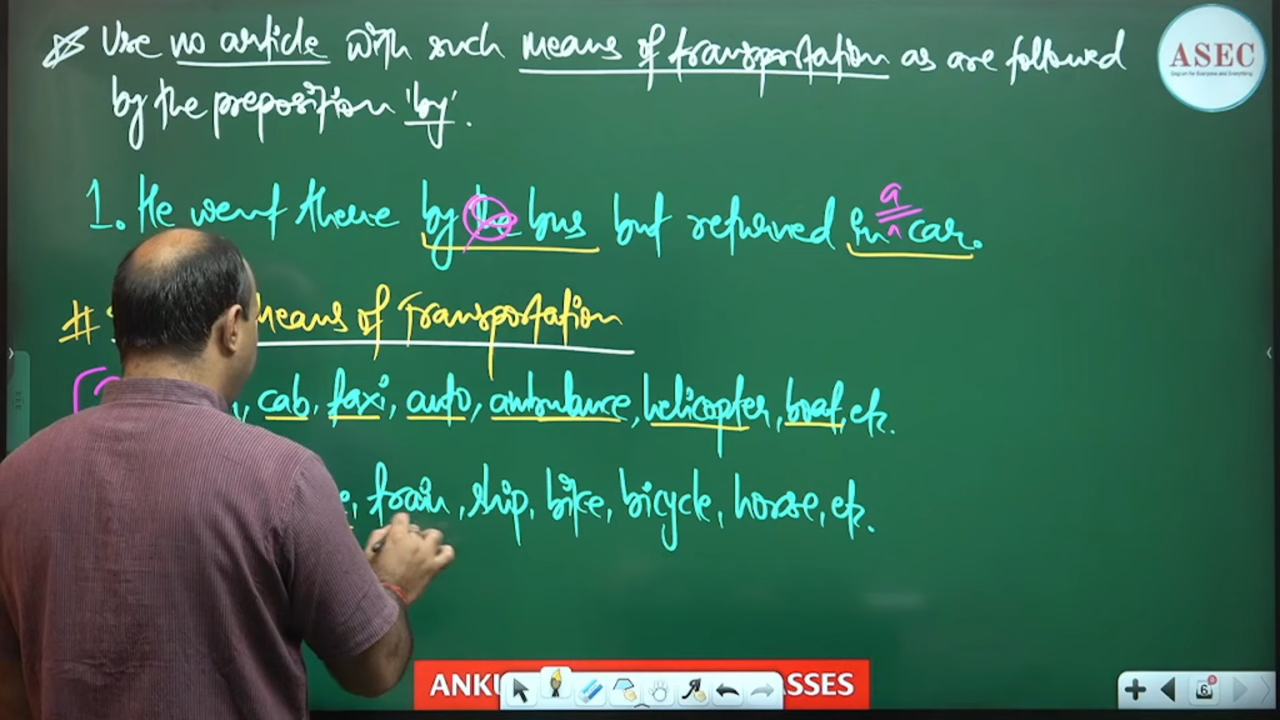 Use no article with such means of transportation as are followed
by the preposition 'by'.
ASEC
a
1. He went there by the bus but returned in ^ car.
# Means of Transportation
cab, taxi, auto, ambulance, helicopter, boat, etc.
train, ship, bike, bicycle, horse, etc.
ANKU SSES